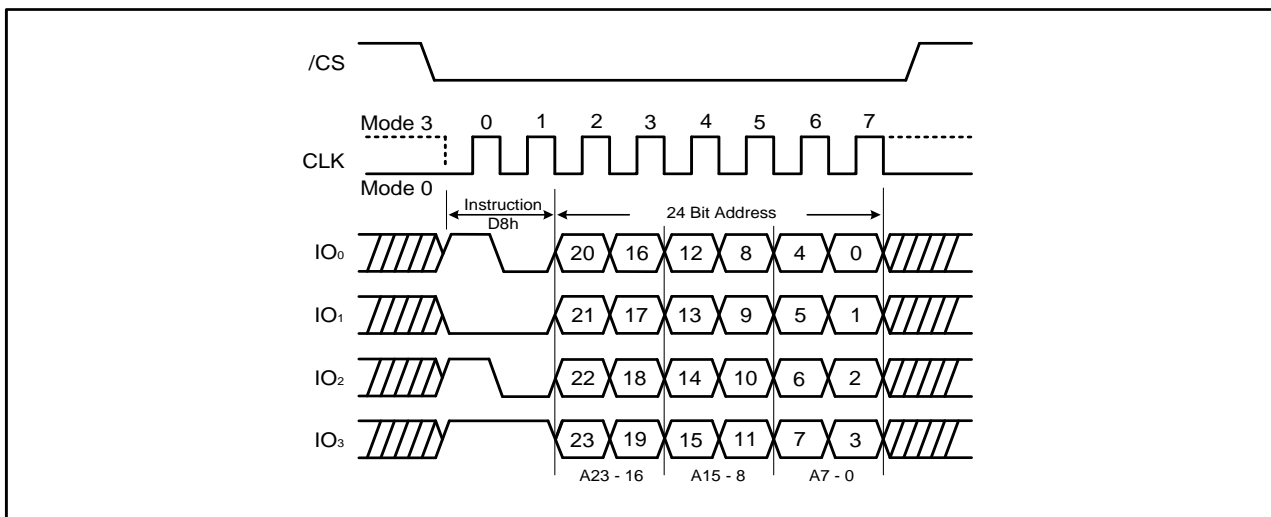 /CS
Mode 3 0 1 2 3 4 5 6 7
CLK
Mode 0
Instruction 24 Bit Address
D8h
IO₀ 20 16 12 8 4 0
IO₁ 21 17 13 9 5 1
IO₂ 22 18 14 10 6 2
IO₃ 23 19 15 11 7 3
A23 - 16 A15 - 8 A7 - 0